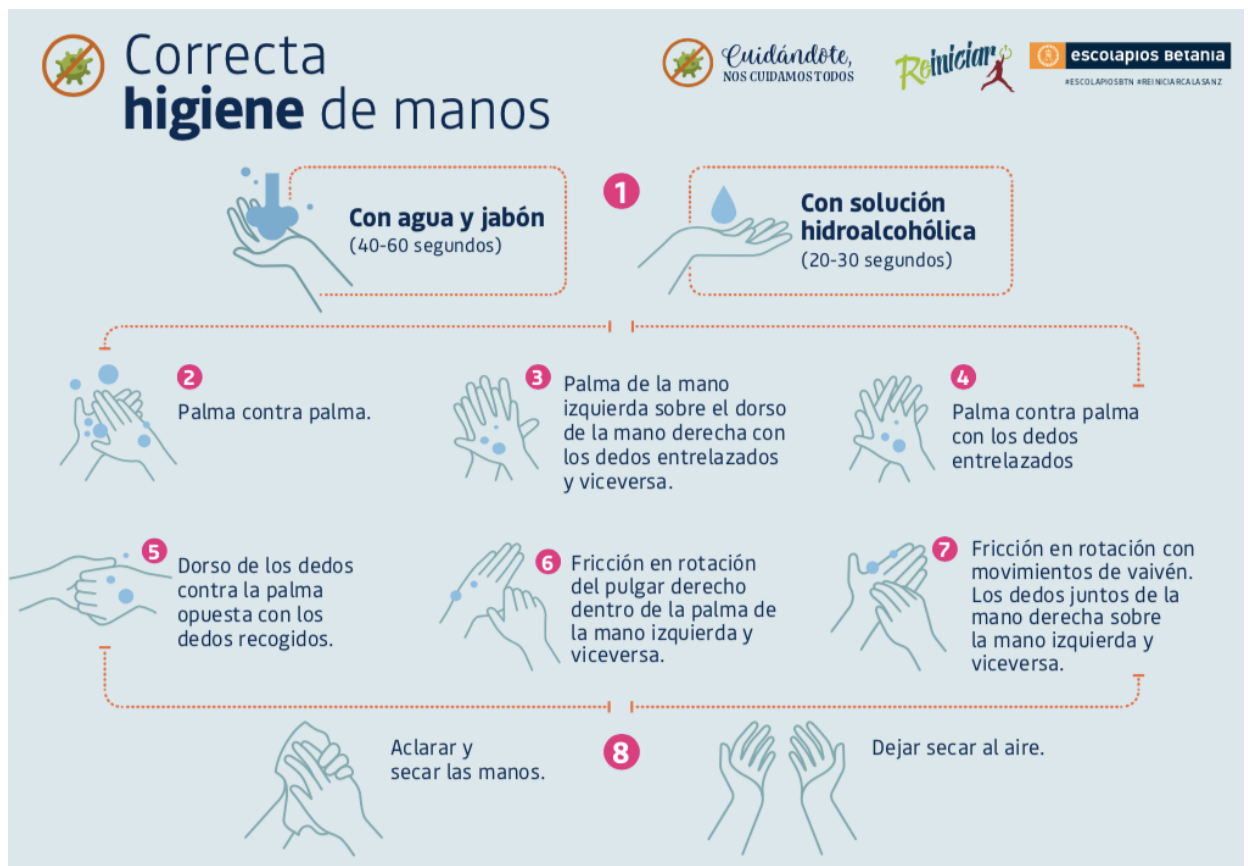 Correcta
higiene de manos
Cuidándote,
NOS CUIDAMOS TODOS
Reiniciar
escolapios Betania
#ESCOLAPIOSBTN #REINICIARCALASANZ
1
Con agua y jabón
(40-60 segundos)
Con solución
hidroalcohólica
(20-30 segundos)
2
Palma contra palma.
3
Palma de la mano
izquierda sobre el dorso
de la mano derecha con
los dedos entrelazados
y viceversa.
4
Palma contra palma
con los dedos
entrelazados
5
Dorso de los dedos
contra la palma
opuesta con los
dedos recogidos.
6
Fricción en rotación
del pulgar derecho
dentro de la palma de
la mano izquierda y
viceversa.
7
Fricción en rotación con
movimientos de vaivén.
Los dedos juntos de la
mano derecha sobre
la mano izquierda y
viceversa.
8
Aclarar y
secar las manos.
Dejar secar al aire.